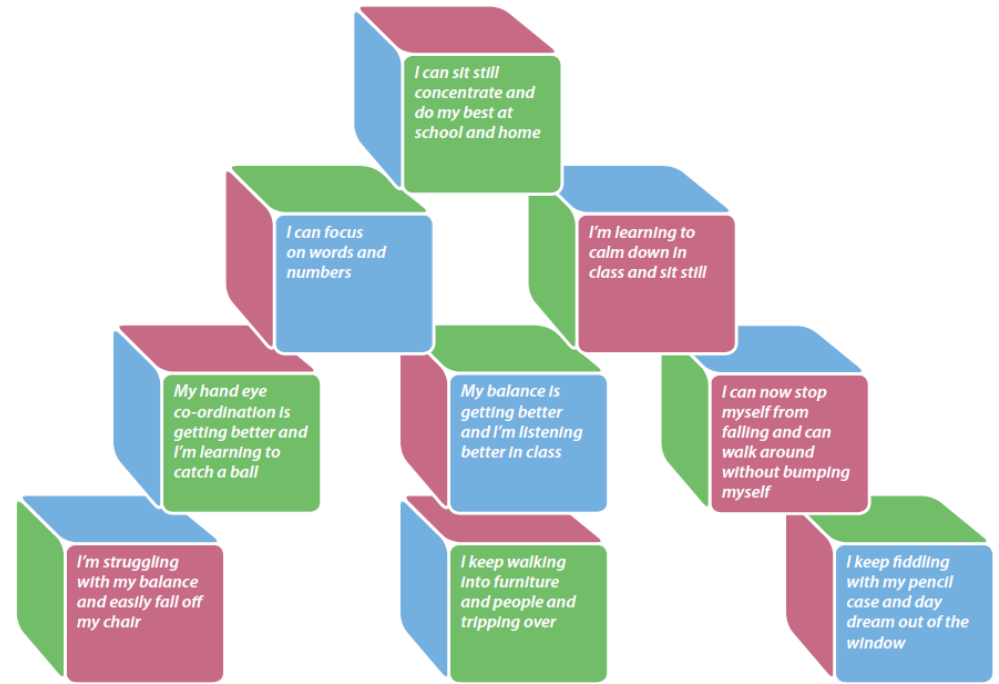 I can sit still
concentrate and
do my best at
school and home
I can focus
on words and
numbers
I'm learning to
calm down in
class and sit still
My hand eye
co-ordination is
getting better and
I'm learning to
catch a ball
My balance is
getting better
and I'm listening
better in class
I can now stop
myself from
falling and can
walk around
without bumping
myself
I'm struggling
with my balance
and easily fall off
my chair
I keep walking
into furniture
and people and
tripping over
I keep fiddling
with my pencil
case and day
dream out of the
window